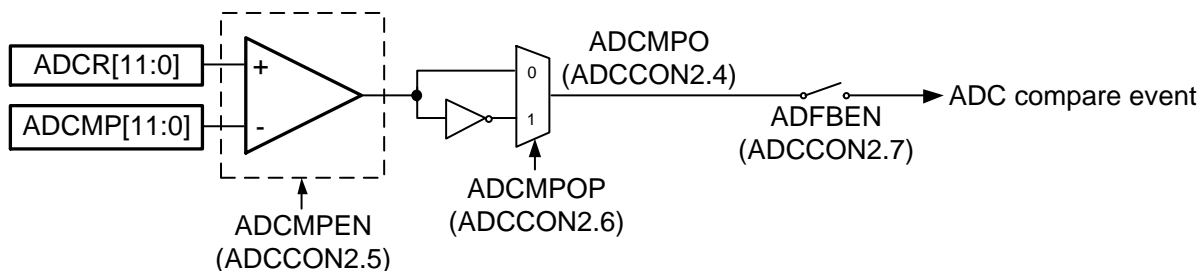 ADCR[11:0]
ADCMP[11:0]
+
-
ADCMPEN
(ADCCON2.5)
0
1
ADCMPOP
(ADCCON2.6)
ADCMPO
(ADCCON2.4)
ADFBEN
(ADCCON2.7)
ADC compare event